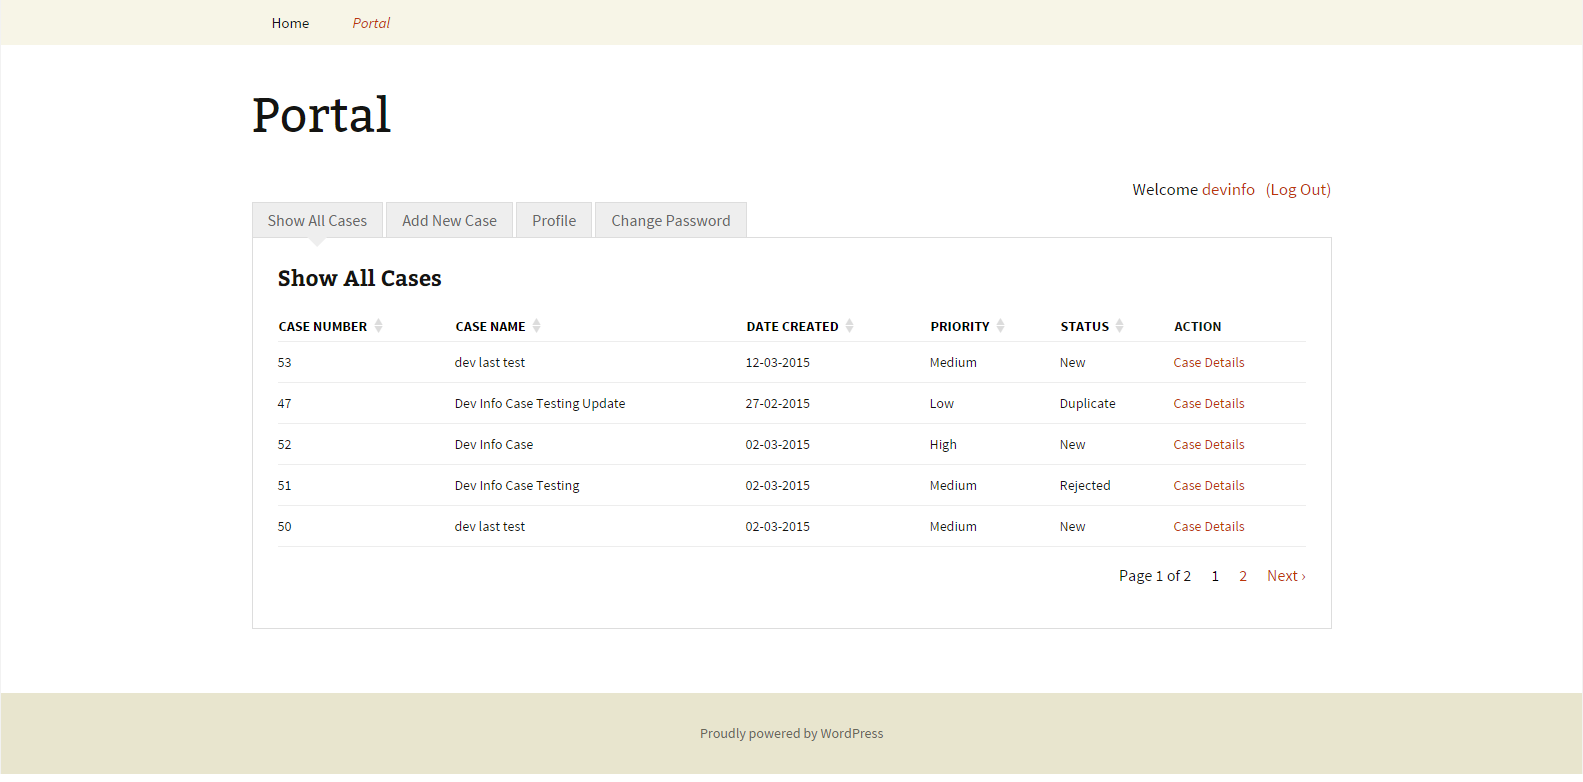 Home Portal
Portal
Welcome devinfo (Log Out)
Show All Cases Add New Case Profile Change Password
Show All Cases
CASE NUMBER CASE NAME DATE CREATED PRIORITY STATUS ACTION
53 dev last test 12-03-2015 Medium New Case Details
47 Dev Info Case Testing Update 27-02-2015 Low Duplicate Case Details
52 Dev Info Case 02-03-2015 High New Case Details
51 Dev Info Case Testing 02-03-2015 Medium Rejected Case Details
50 dev last test 02-03-2015 Medium New Case Details
Page 1 of 2 1 2 Next ›
Proudly powered by WordPress